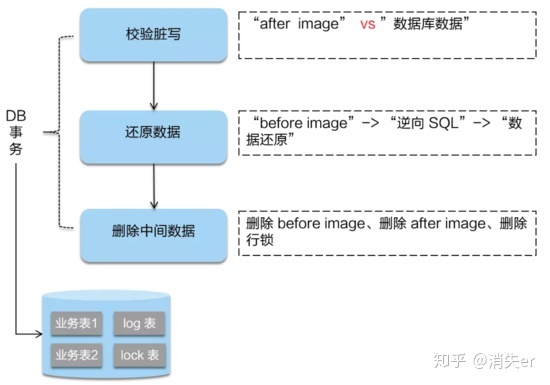 校验脏写
“after image” vs ”数据库数据”
DB
事务
还原数据
“before image”–> “逆向 SQL”–> “数
据还原”
删除中间数据
删除 before image、删除 after image、删除
行锁
业务表1
log 表
业务表2
lock 表
知乎 @消失er